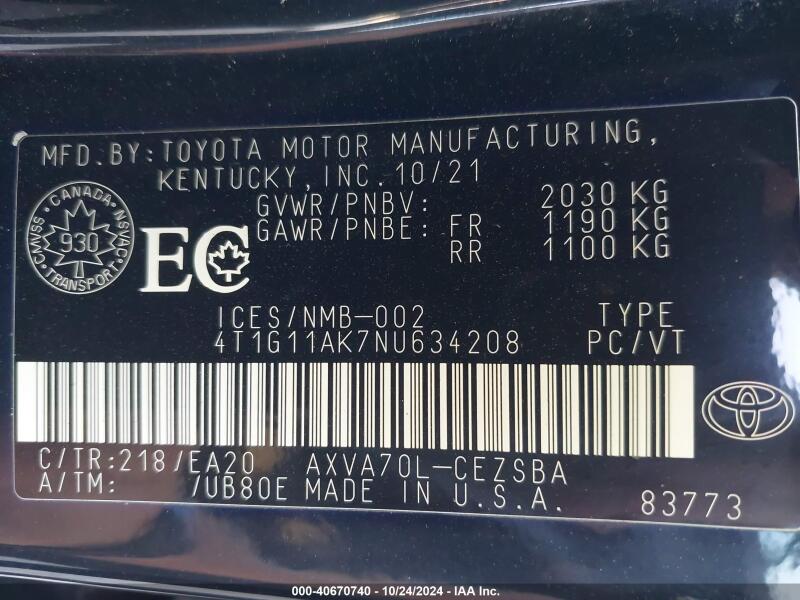 MFD. BY: TOYOTA MOTOR MANUFACTURING,
KENTUCKY, INC. 10/21
GVWR/PNBV: 2030 KG
GAWR/PNBE: FR 1190 KG
RR 1100 KG
CANADA
CMVSS • NSVAC
930
TRANSPORT
EC
ICES/NMB-002 TYPE
4T1G11AK7NU634208 PC/VT
C/TR: 218/EA20 AXVA70L-CEZSBA
A/TM: /UB80E MADE IN U.S.A. 83773
000-40670740 - 10/24/2024 - IAA Inc.